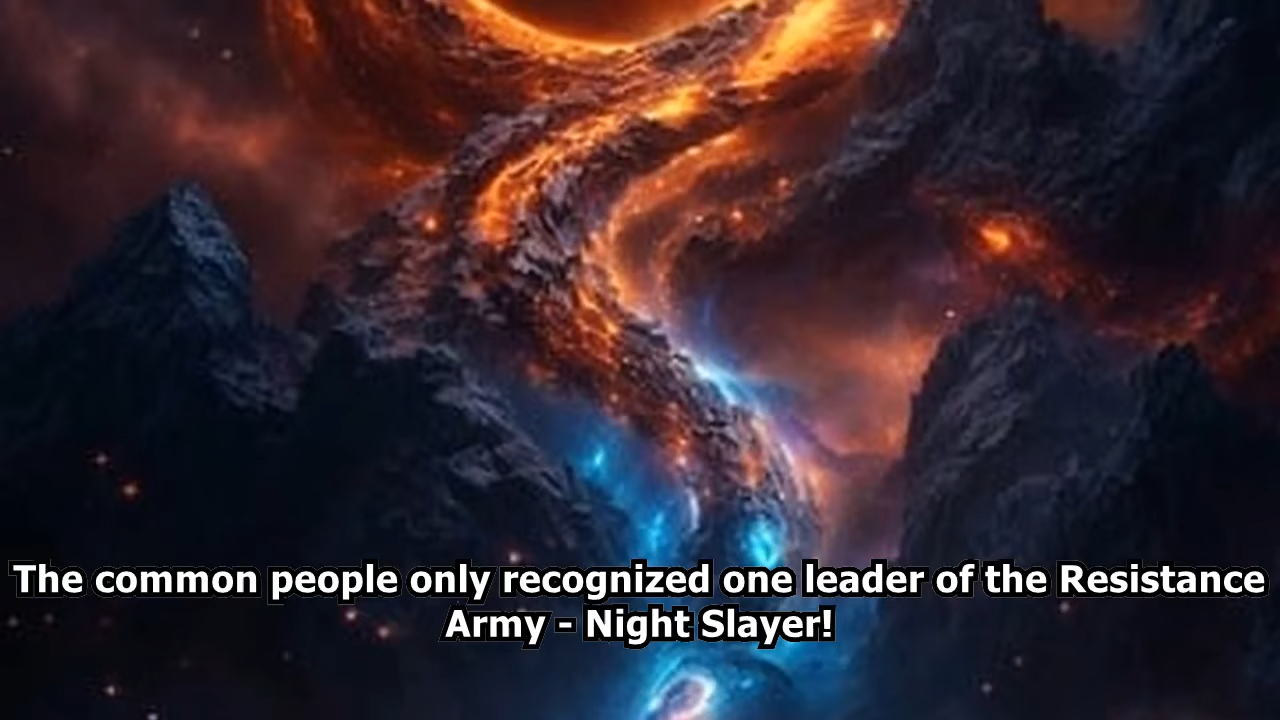 The common people only recognized one leader of the Resistance
Army - Night Slayer!